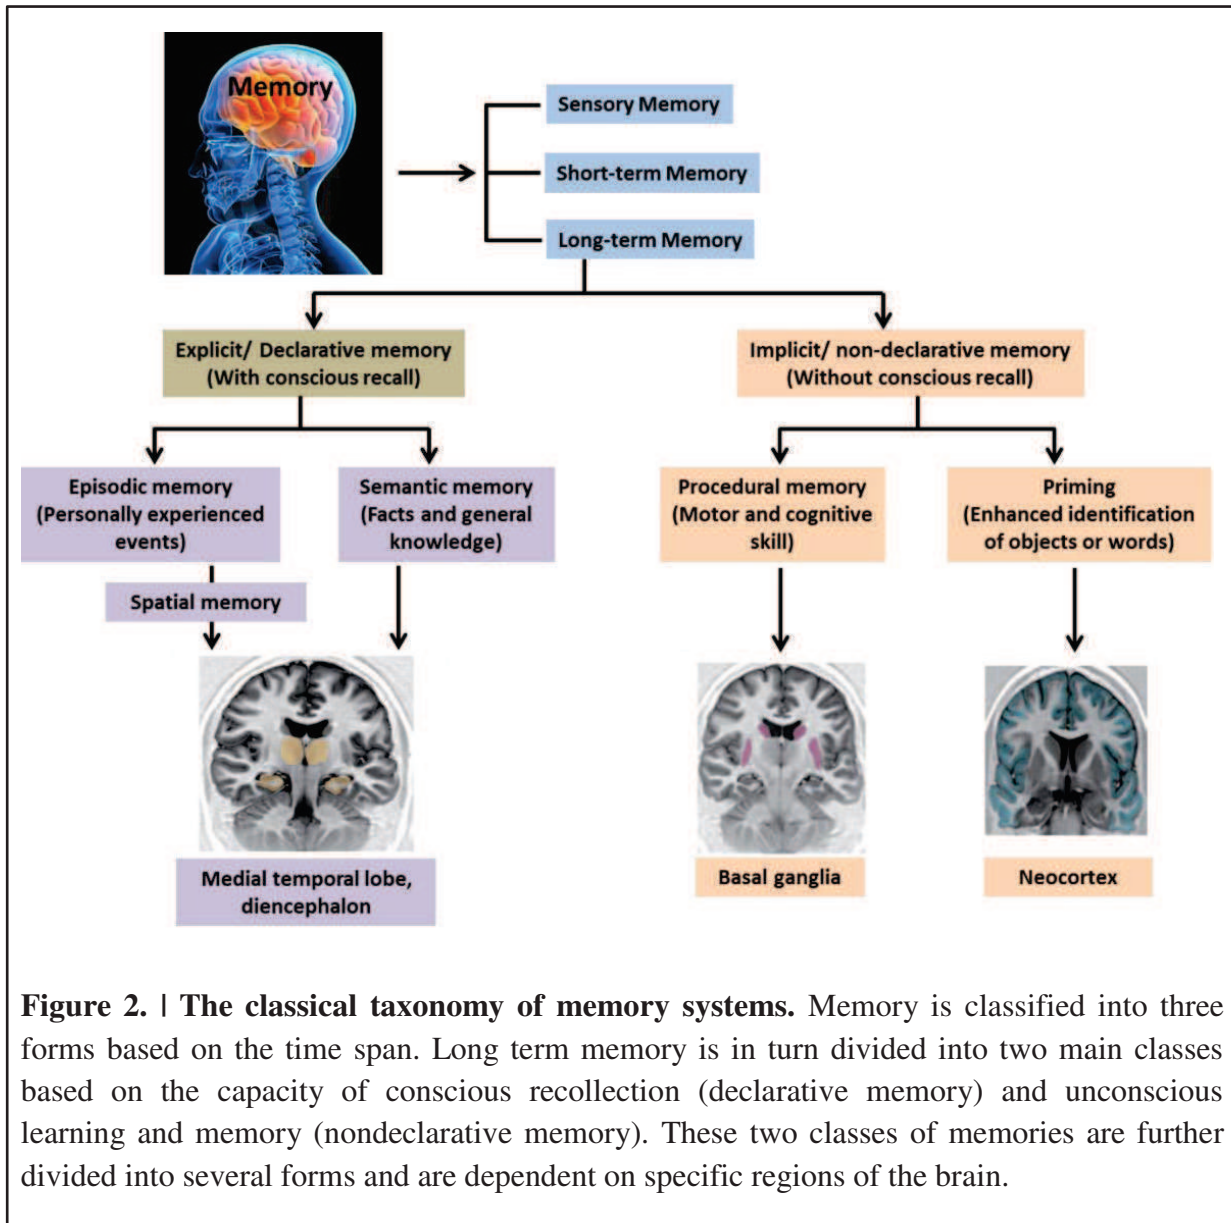 Memory
Sensory Memory
Short-term Memory
Long-term Memory
Explicit/ Declarative memory
(With conscious recall)
Implicit/ non-declarative memory
(Without conscious recall)
Episodic memory
(Personally experienced
events)
Semantic memory
(Facts and general
knowledge)
Procedural memory
(Motor and cognitive
skill)
Priming
(Enhanced identification
of objects or words)
Spatial memory
Medial temporal lobe,
diencephalon
Basal ganglia
Neocortex
Figure 2. | The classical taxonomy of memory systems. Memory is classified into three
forms based on the time span. Long term memory is in turn divided into two main classes
based on the capacity of conscious recollection (declarative memory) and unconscious
learning and memory (nondeclarative memory). These two classes of memories are further
divided into several forms and are dependent on specific regions of the brain.